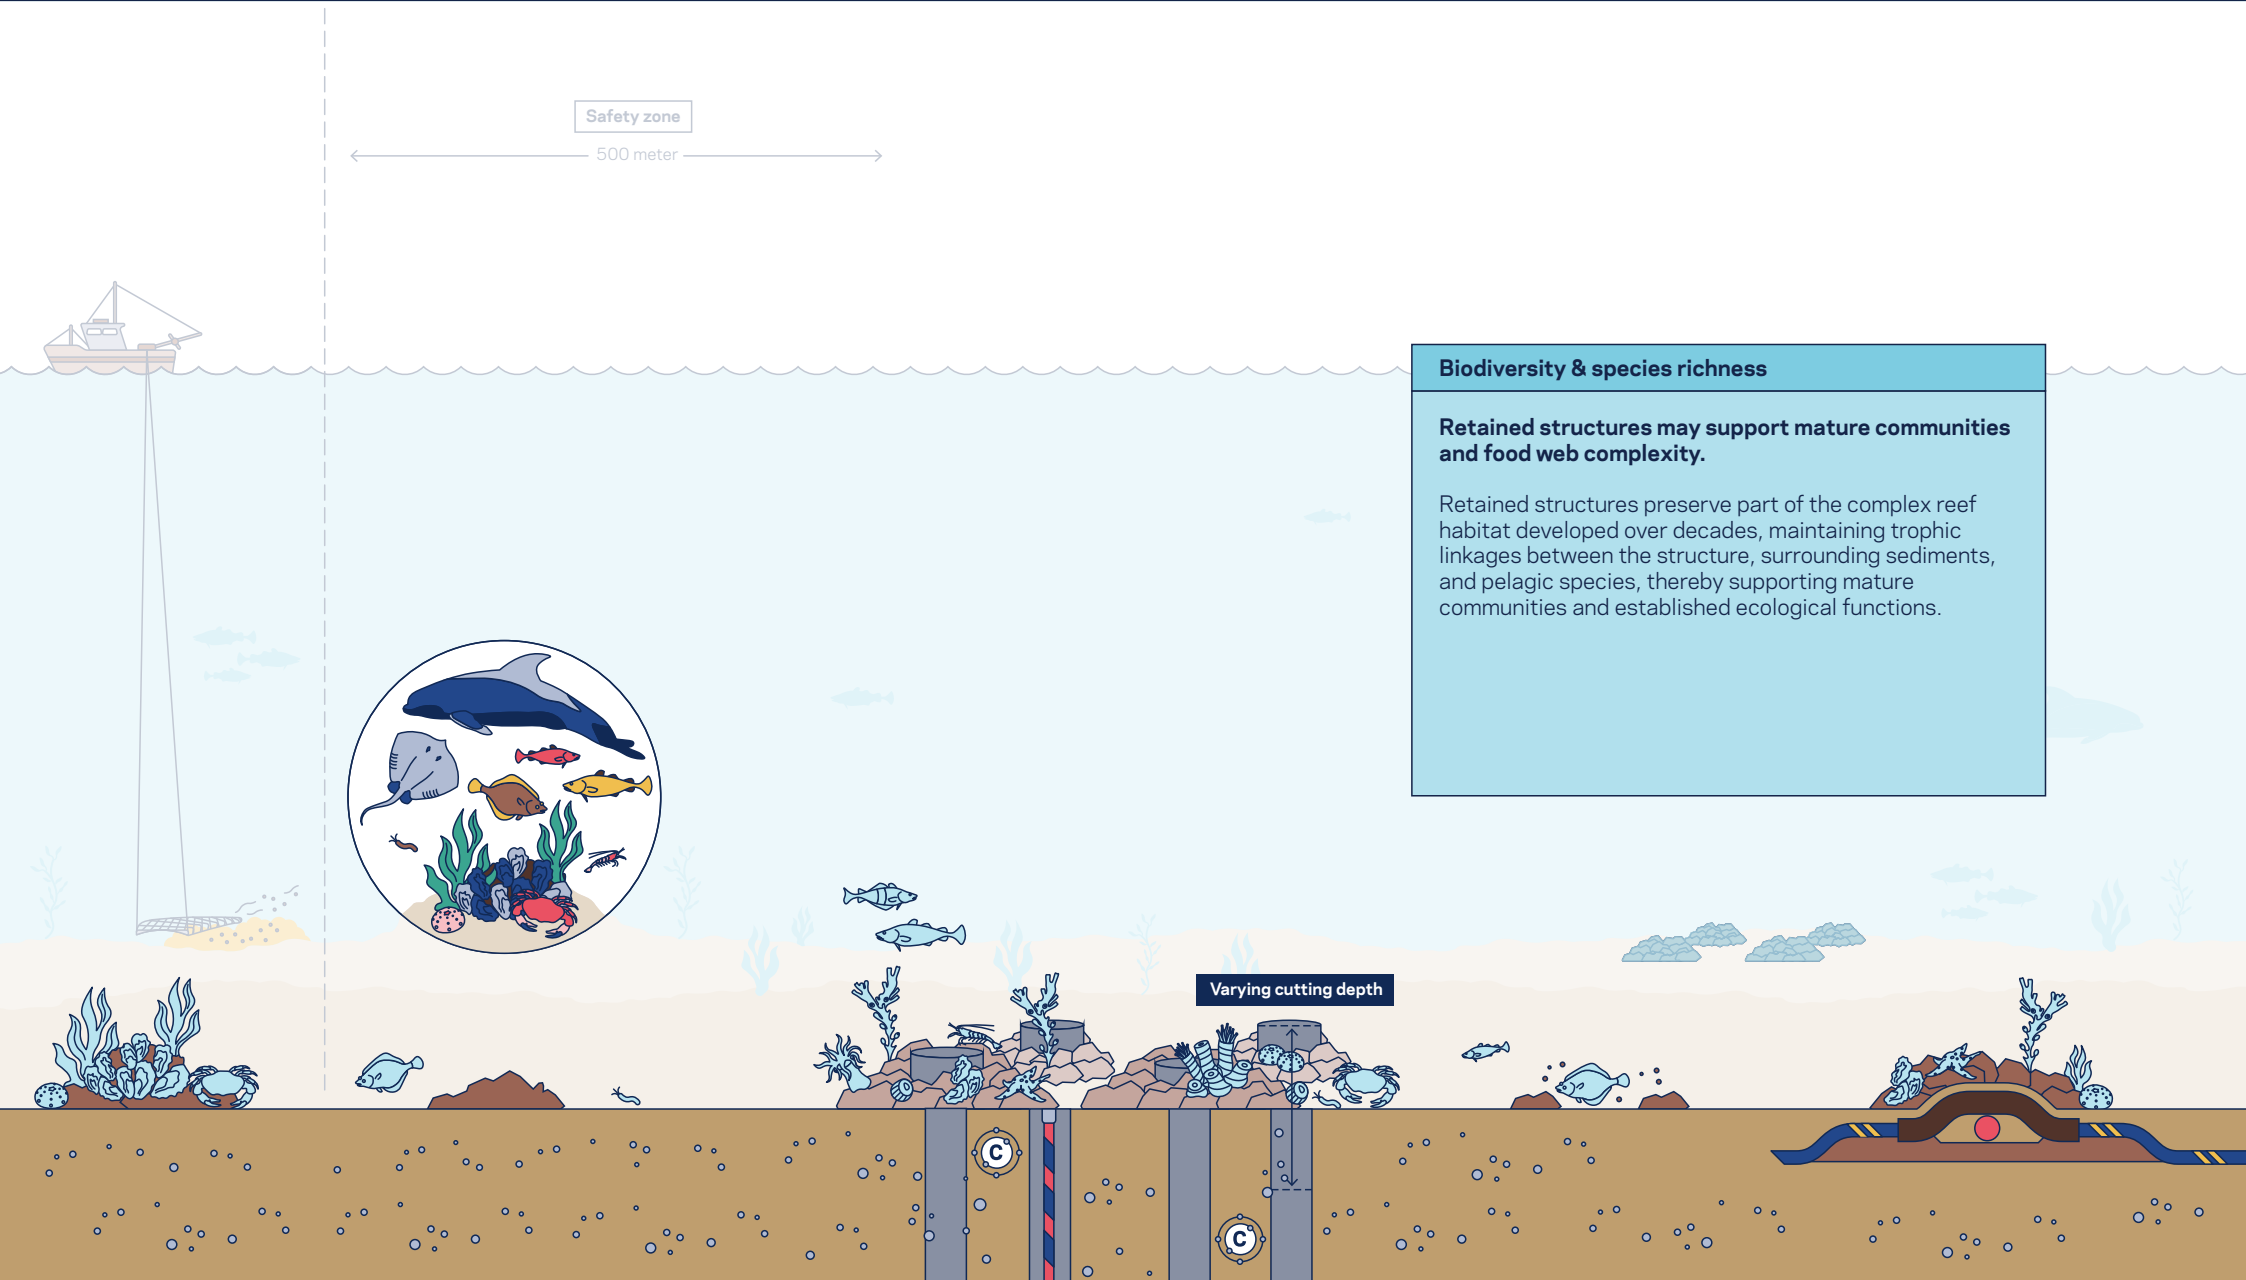 Safety zone
500 meter
Biodiversity & species richness
Retained structures may support mature communities
and food web complexity.
Retained structures preserve part of the complex reef
habitat developed over decades, maintaining trophic
linkages between the structure, surrounding sediments,
and pelagic species, thereby supporting mature
communities and established ecological functions.
Varying cutting depth
C
C